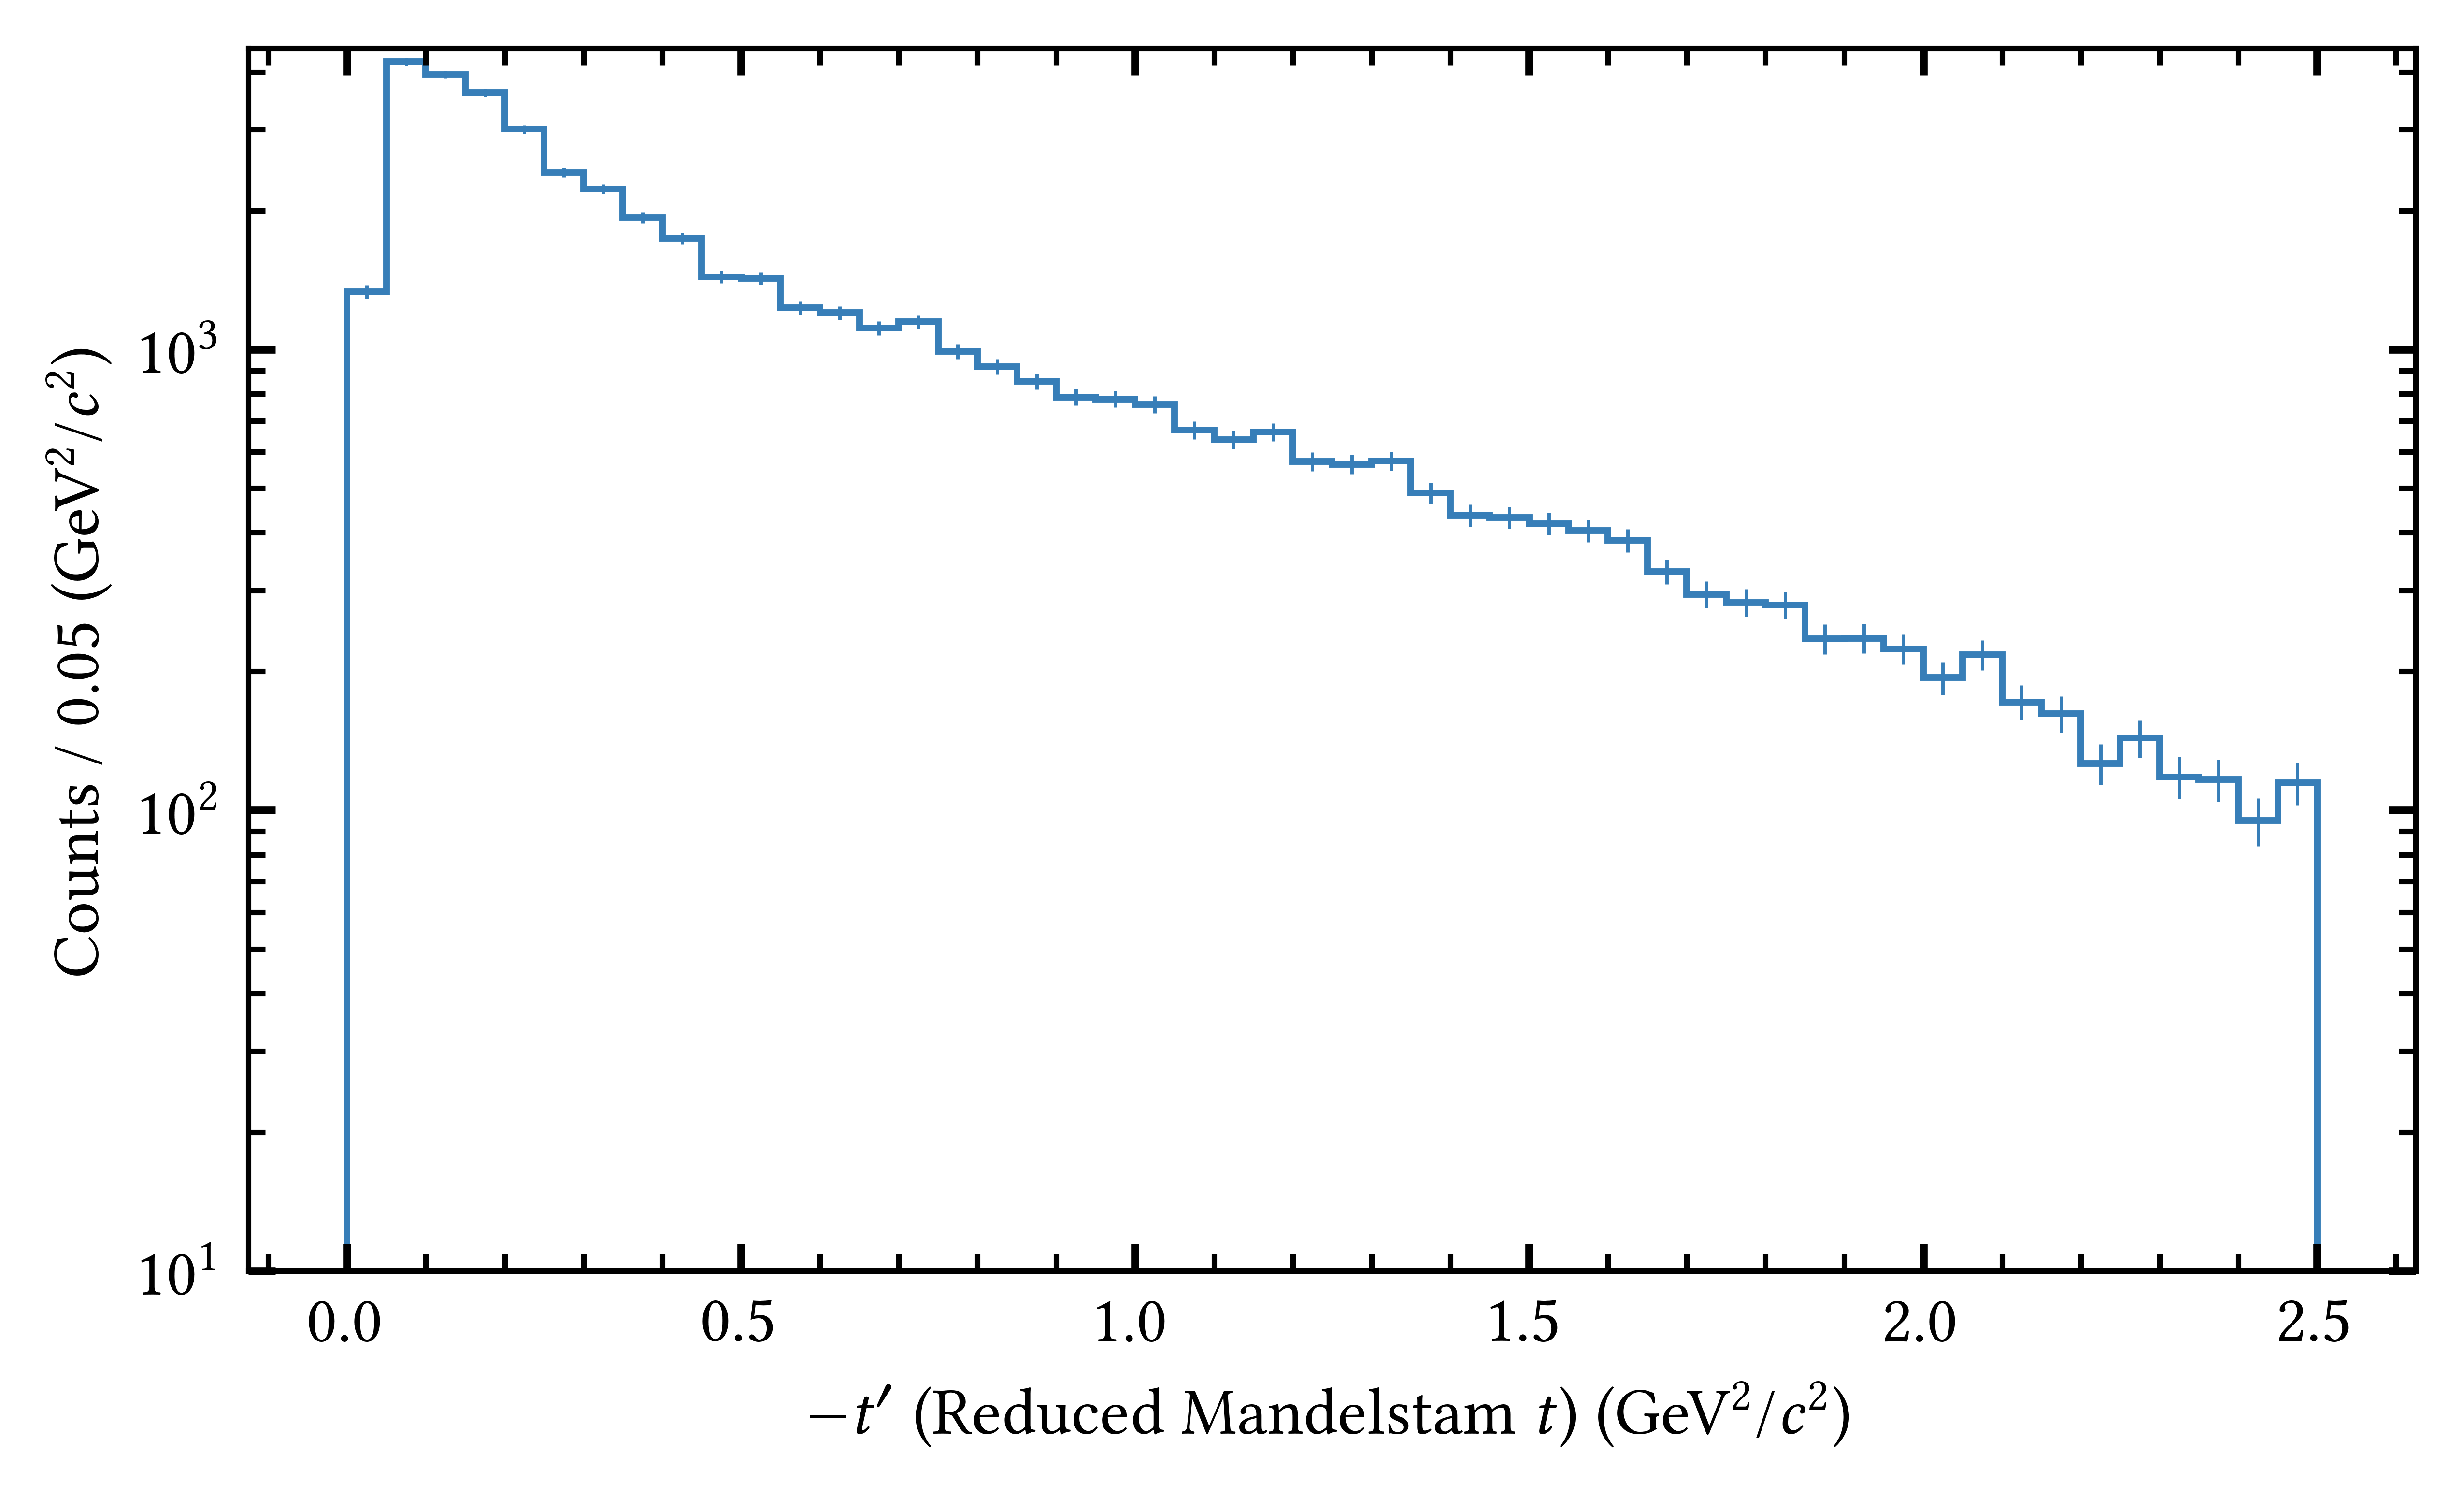 Counts / 0.05 (GeV²/c²)
10³
10²
10¹
0.0 0.5 1.0 1.5 2.0 2.5
−t′ (Reduced Mandelstam t) (GeV²/c²)